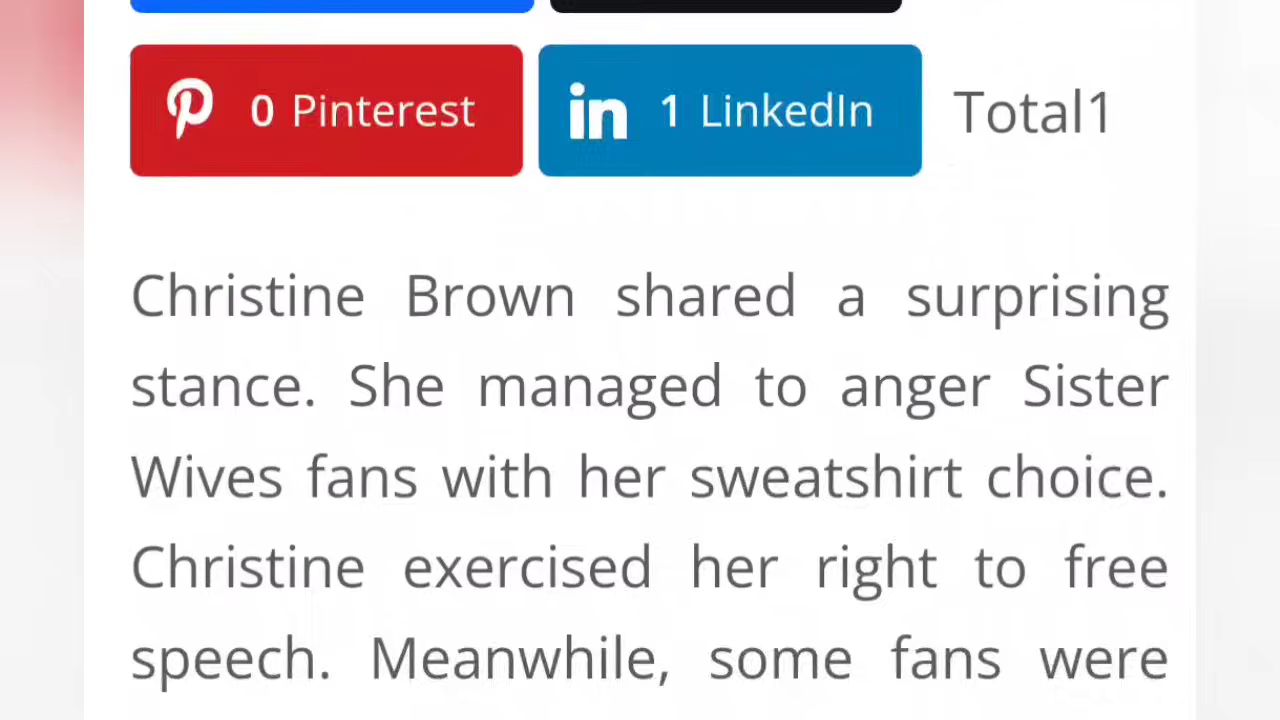 0 Pinterest
in 1 LinkedIn
Total1
Christine Brown shared a surprising
stance. She managed to anger Sister
Wives fans with her sweatshirt choice.
Christine exercised her right to free
speech. Meanwhile, some fans were